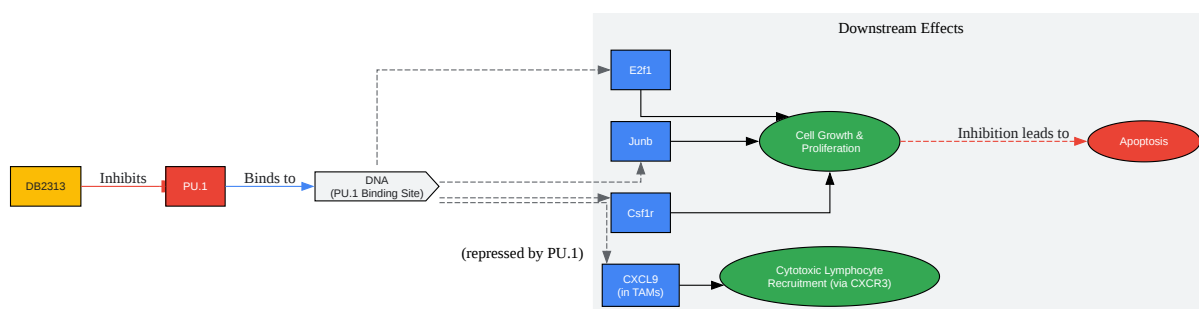 Downstream Effects
E2f1
Junb
Cell Growth &
Proliferation
Inhibition leads to
Apoptosis
DB2313
Inhibits
PU.1
Binds to
DNA
(PU.1 Binding Site)
Csf1r
(repressed by PU.1)
CXCL9
(in TAMs)
Cytotoxic Lymphocyte
Recruitment (via CXCR3)